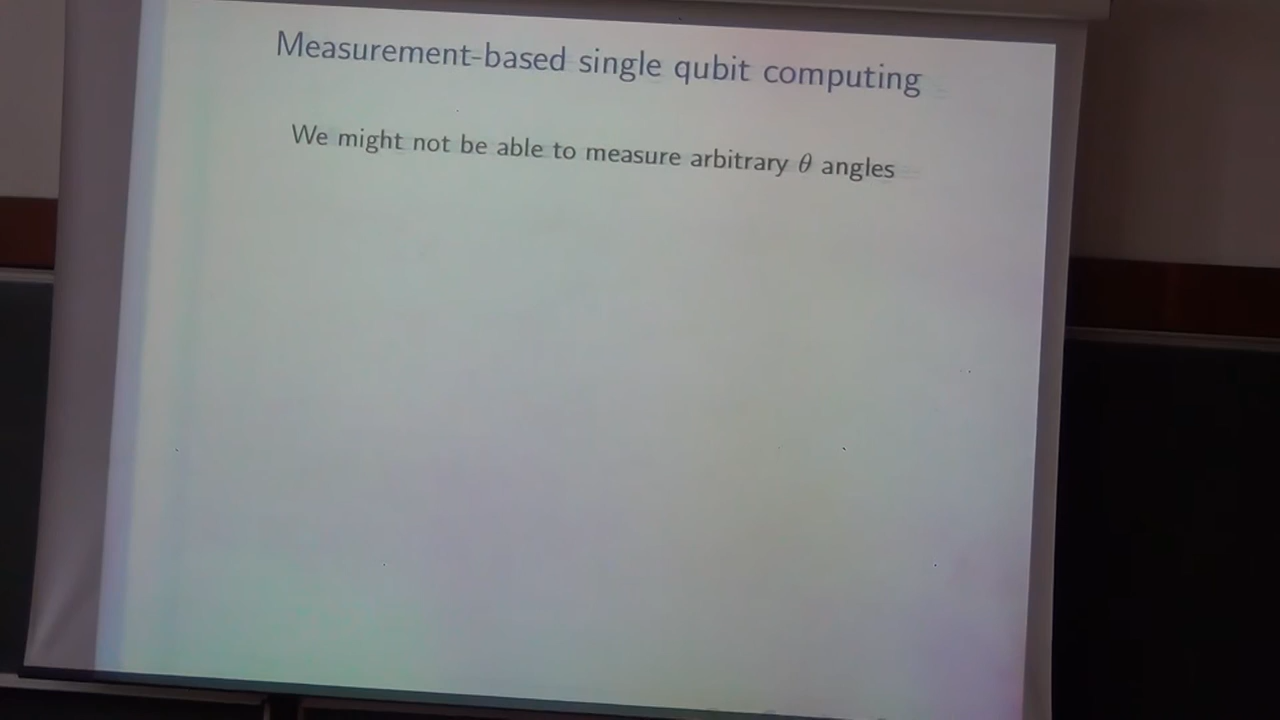 Measurement-based single qubit computing
We might not be able to measure arbitrary θ angles